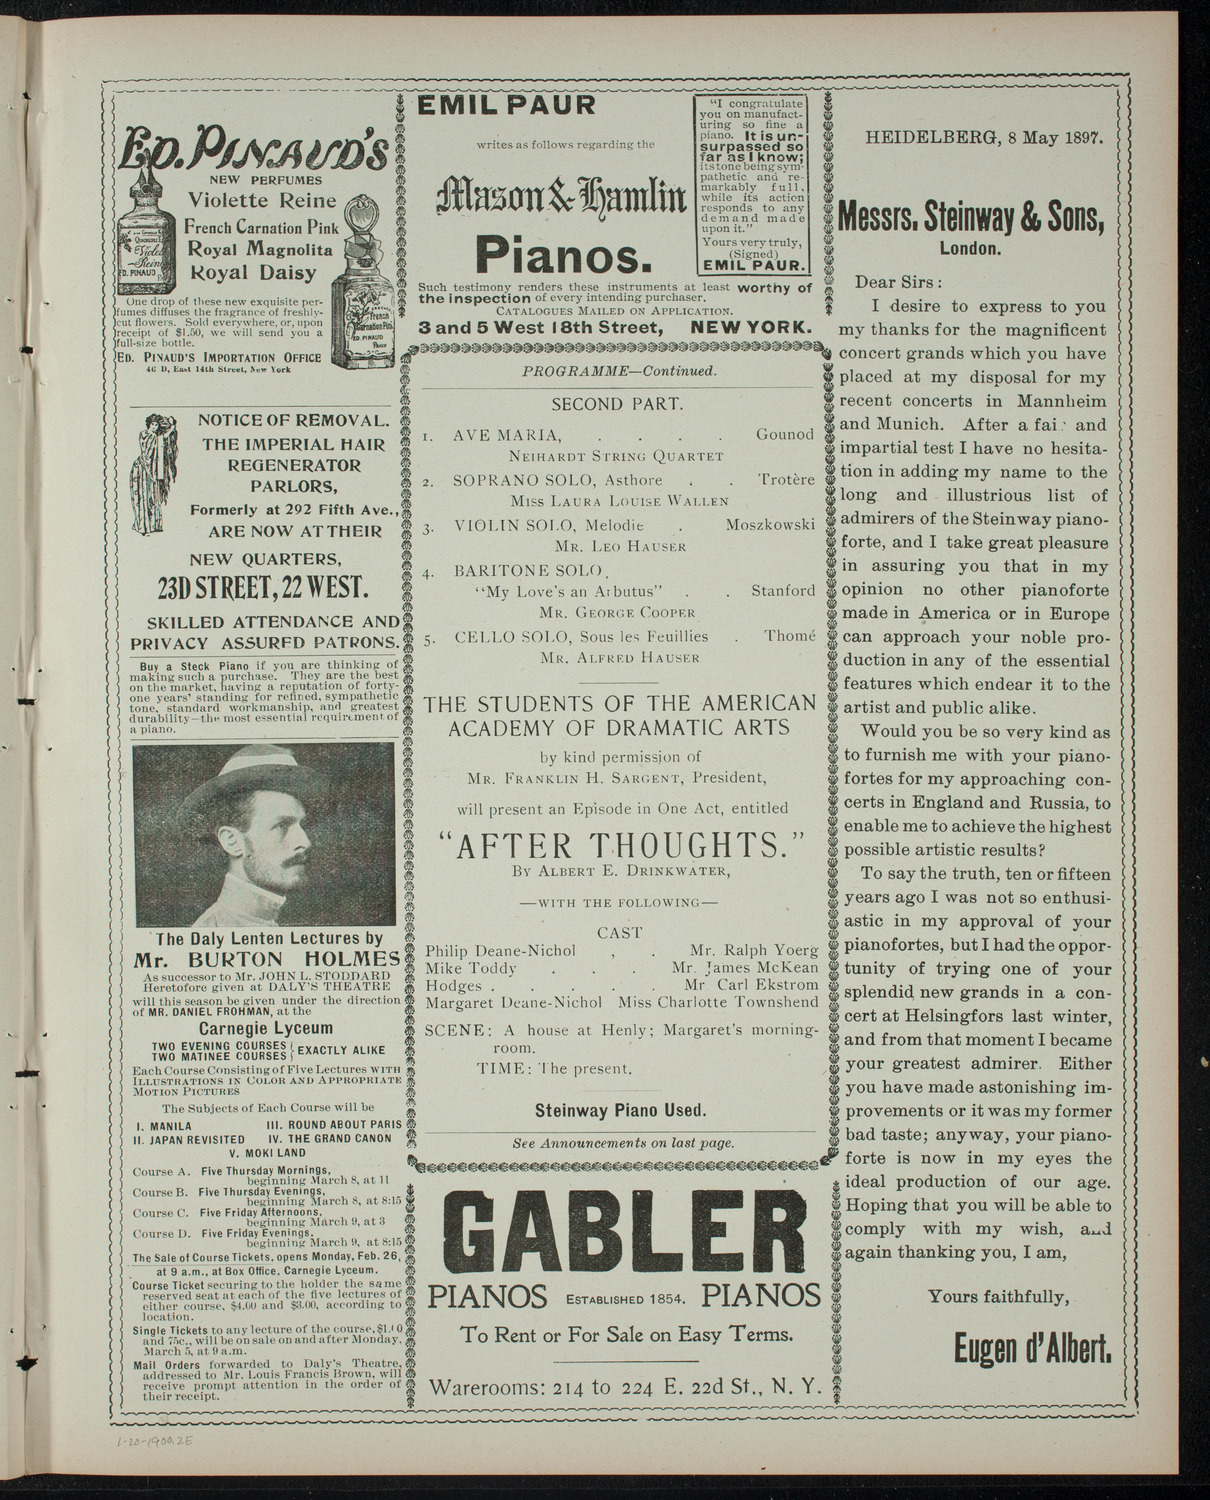 ED. PINAUD'S
NEW PERFUMES
Violette Reine
French Carnation Pink
Royal Magnolita
Royal Daisy
One drop of these new exquisite per-
fumes diffuses the fragrance of freshly-
cut flowers. Sold everywhere, or, upon
receipt of $1.50, we will send you a
full-size bottle.
ED. PINAUD'S IMPORTATION OFFICE
46 D, East 14th Street, New York
NOTICE OF REMOVAL.
THE IMPERIAL HAIR
REGENERATOR
PARLORS,
Formerly at 292 Fifth Ave.,
ARE NOW AT THEIR
NEW QUARTERS,
23D STREET, 22 WEST.
SKILLED ATTENDANCE AND
PRIVACY ASSURED PATRONS.
Buy a Steck Piano if you are thinking of
making such a purchase. They are the best
on the market, having a reputation of forty-
one years' standing for refined, sympathetic
tone, standard workmanship, and greatest
durability—the most essential requirement of
a piano.
The Daly Lenten Lectures by
Mr. BURTON HOLMES
As successor to Mr. JOHN L. STODDARD
Heretofore given at DALY'S THEATRE
will this season be given under the direction
of MR. DANIEL FROHMAN, at the
Carnegie Lyceum
TWO EVENING COURSES
TWO MATINEE COURSES } EXACTLY ALIKE
Each Course Consisting of Five Lectures WITH
ILLUSTRATIONS IN COLOR AND APPROPRIATE
MOTION PICTURES
The Subjects of Each Course will be
I. MANILA III. ROUND ABOUT PARIS
II. JAPAN REVISITED IV. THE GRAND CANON
V. MOKI LAND
Course A. Five Thursday Mornings,
beginning March 8, at 11
Course B. Five Thursday Evenings,
beginning March 8, at 8:15
Course C. Five Friday Afternoons,
beginning March 9, at 3
Course D. Five Friday Evenings,
beginning March 9, at 8:15
The Sale of Course Tickets, opens Monday, Feb. 26,
at 9 a.m., at Box Office, Carnegie Lyceum.
Course Ticket securing to the holder the same
reserved seat at each of the five lectures of
either course, $4.00 and $3.00, according to
location.
Single Tickets to any lecture of the course, $1.00
and 75c., will be on sale on and after Monday,
March 5, at 9 a.m.
Mail Orders forwarded to Daly's Theatre,
addressed to Mr. Louis Francis Brown, will
receive prompt attention in the order of
their receipt.
EMIL PAUR
writes as follows regarding the
Mason & Hamlin
Pianos.
"I congratulate
you on manufact-
uring so fine a
piano. It is un-
surpassed so
far as I know;
its tone being sym-
pathetic and re-
markably full,
while its action
responds to any
demand made
upon it."
Yours very truly,
(Signed)
EMIL PAUR.
Such testimony renders these instruments at least worthy of
the inspection of every intending purchaser.
CATALOGUES MAILED ON APPLICATION.
3 and 5 West 18th Street, NEW YORK.
PROGRAMME—Continued.
SECOND PART.
1. AVE MARIA, . . . . Gounod
NEIHARDT STRING QUARTET
2. SOPRANO SOLO, Asthore . . Trotère
MISS LAURA LOUISE WALLEN
3. VIOLIN SOLO, Melodie . Moszkowski
MR. LEO HAUSER
4. BARITONE SOLO,
"My Love's an Arbutus" . . Stanford
MR. GEORGE COOPER
5. CELLO SOLO, Sous les Feuillies . Thomé
MR. ALFRED HAUSER
THE STUDENTS OF THE AMERICAN
ACADEMY OF DRAMATIC ARTS
by kind permission of
MR. FRANKLIN H. SARGENT, President,
will present an Episode in One Act, entitled
"AFTER THOUGHTS."
BY ALBERT E. DRINKWATER,
—WITH THE FOLLOWING—
CAST
Philip Deane-Nichol , . Mr. Ralph Yoerg
Mike Toddy . . . Mr. James McKean
Hodges . . . . . Mr Carl Ekstrom
Margaret Deane-Nichol Miss Charlotte Townshend
SCENE: A house at Henly; Margaret's morning-
room.
TIME: The present.
Steinway Piano Used.
See Announcements on last page.
GABLER
PIANOS ESTABLISHED 1854. PIANOS
To Rent or For Sale on Easy Terms.
Warerooms: 214 to 224 E. 22d St., N. Y.
HEIDELBERG, 8 May 1897.
Messrs. Steinway & Sons,
London.
Dear Sirs:
I desire to express to you
my thanks for the magnificent
concert grands which you have
placed at my disposal for my
recent concerts in Mannheim
and Munich. After a fair and
impartial test I have no hesita-
tion in adding my name to the
long and illustrious list of
admirers of the Steinway piano-
forte, and I take great pleasure
in assuring you that in my
opinion no other pianoforte
made in America or in Europe
can approach your noble pro-
duction in any of the essential
features which endear it to the
artist and public alike.
Would you be so very kind as
to furnish me with your piano-
fortes for my approaching con-
certs in England and Russia, to
enable me to achieve the highest
possible artistic results?
To say the truth, ten or fifteen
years ago I was not so enthusi-
astic in my approval of your
pianofortes, but I had the oppor-
tunity of trying one of your
splendid new grands in a con-
cert at Helsingfors last winter,
and from that moment I became
your greatest admirer. Either
you have made astonishing im-
provements or it was my former
bad taste; anyway, your piano-
forte is now in my eyes the
ideal production of our age.
Hoping that you will be able to
comply with my wish, and
again thanking you, I am,
Yours faithfully,
Eugen d'Albert.
1-20-1900.2E